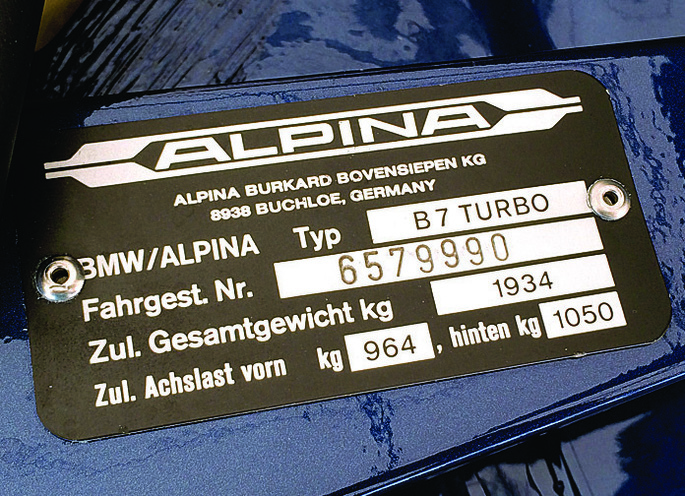 ALPINA
ALPINA BURKARD BOVENSIEPEN KG
8938 BUCHLOE, GERMANY
BMW/ALPINA Typ B7 TURBO
Fahrgest. Nr. 6579990
Zul. Gesamtgewicht kg 1934
Zul. Achslast vorn kg 964 , hinten kg 1050